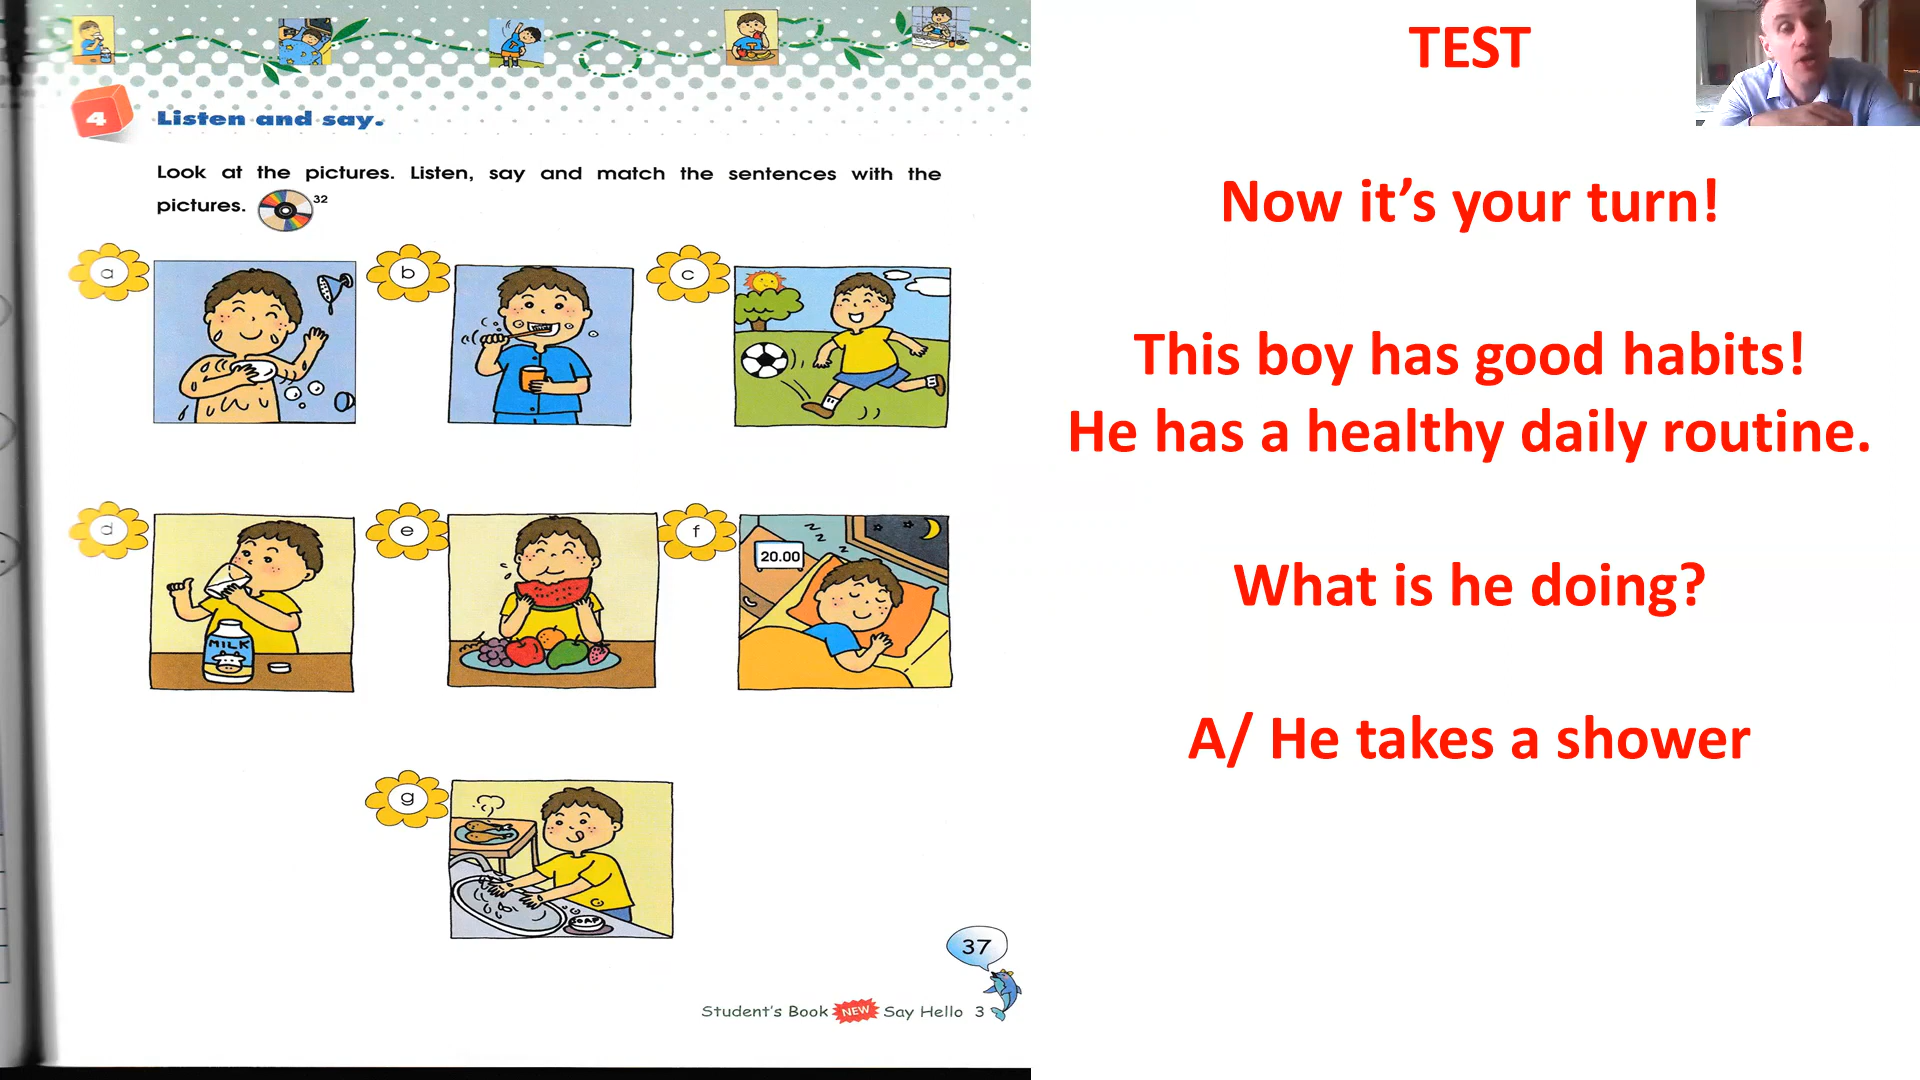 4
Listen and say.
Look at the pictures. Listen, say and match the sentences with the
pictures. 32
a
b
c
d
e
f
20.00
z z z
MILK
g
SOAP
37
Student's Book NEW Say Hello 3
TEST
Now it's your turn!
This boy has good habits!
He has a healthy daily routine.
What is he doing?
A/ He takes a shower